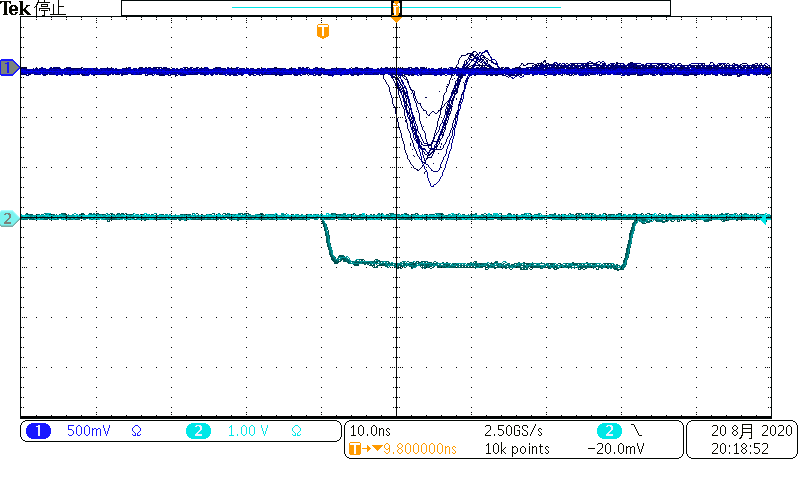 Tek 停止
T
1
2
1 500mV Ω 2 1.00 V Ω
10.0ns 2.50GS/s 2
T→▼9.800000ns 10k points −20.0mV
20 8月 2020
20:18:52